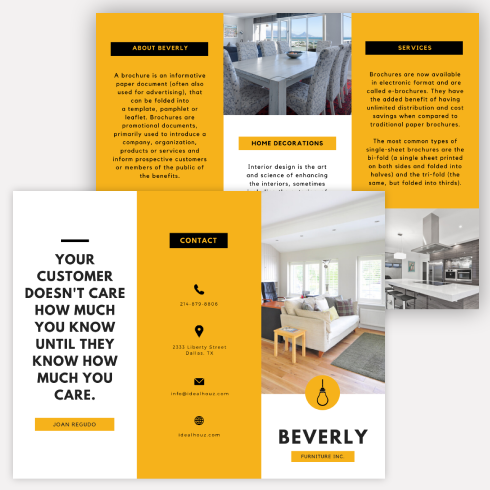 ABOUT BEVERLY
A brochure is an informative
paper document (often also
used for advertising), that
can be folded into
a template, pamphlet or
leaflet. Brochures are
promotional documents,
primarily used to introduce a
company, organization,
products or services and
inform prospective customers
or members of the public of
the benefits.
HOME DECORATIONS
Interior design is the art
and science of enhancing
the interiors, sometimes
SERVICES
Brochures are now available
in electronic format and are
called e-brochures. They have
the added benefit of having
unlimited distribution and cost
savings when compared to
traditional paper brochures.
The most common types of
single-sheet brochures are the
bi-fold (a single sheet printed
on both sides and folded into
halves) and the tri-fold (the
same, but folded into thirds).
YOUR
CUSTOMER
DOESN'T CARE
HOW MUCH
YOU KNOW
UNTIL THEY
KNOW HOW
MUCH YOU
CARE.
JOAN REGUDO
CONTACT
214-879-6806
2333 Liberty Street
Dallas, TX
info@idealhouz.com
idealhouz.com
BEVERLY
FURNITURE INC